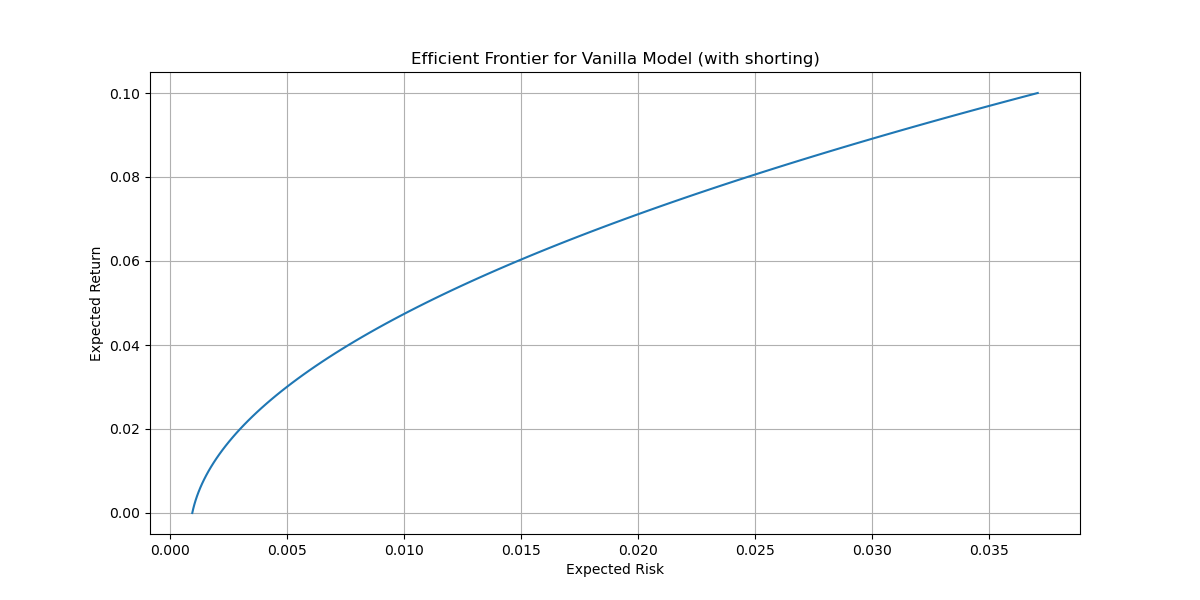 Efficient Frontier for Vanilla Model (with shorting)
0.10
0.08
0.06
0.04
0.02
0.00
Expected Return
0.000 0.005 0.010 0.015 0.020 0.025 0.030 0.035
Expected Risk